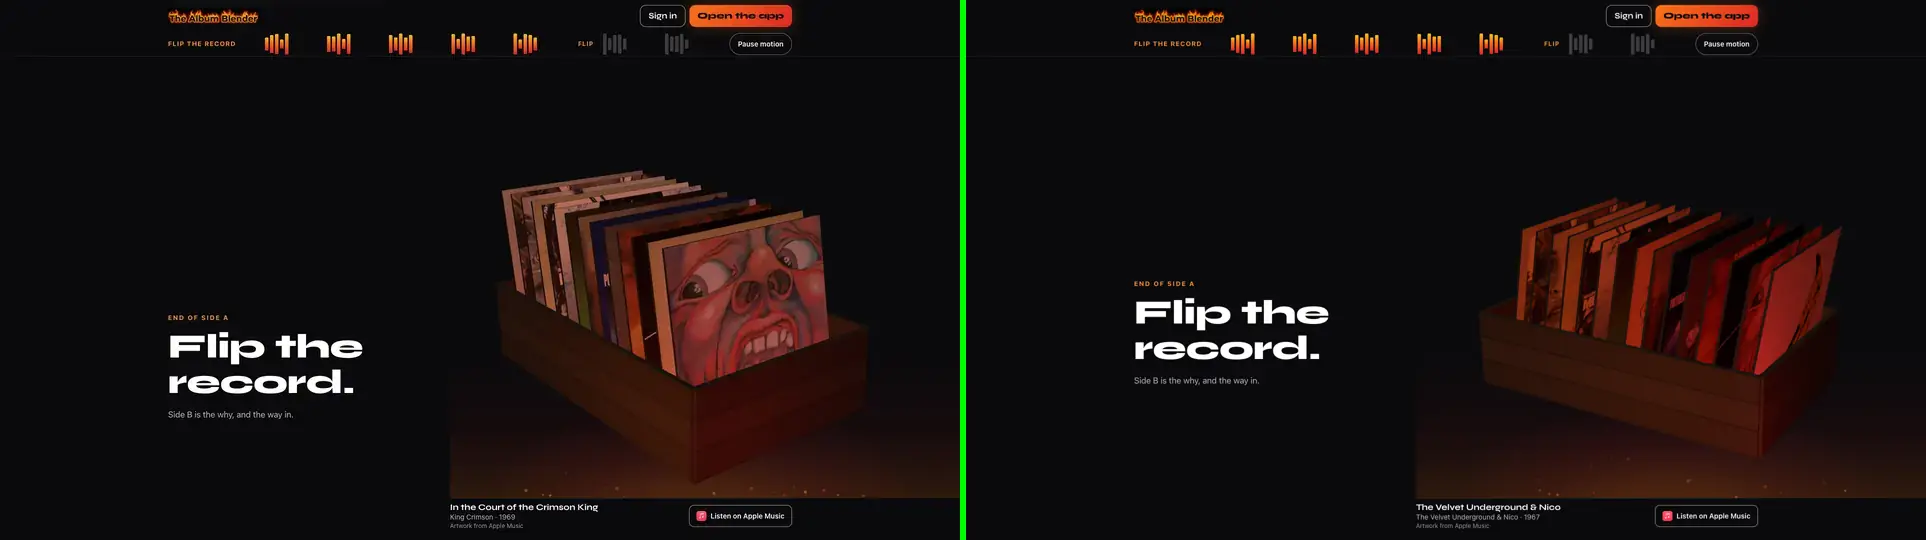 The Album Blender
Sign in
Open the app
FLIP THE RECORD
FLIP
Pause motion
END OF SIDE A
Flip the
record.
Side B is the why, and the way in.
In the Court of the Crimson King
King Crimson · 1969
Artwork from Apple Music
Listen on Apple Music
The Album Blender
Sign in
Open the app
FLIP THE RECORD
FLIP
Pause motion
END OF SIDE A
Flip the
record.
Side B is the why, and the way in.
The Velvet Underground & Nico
The Velvet Underground & Nico · 1967
Artwork from Apple Music
Listen on Apple Music